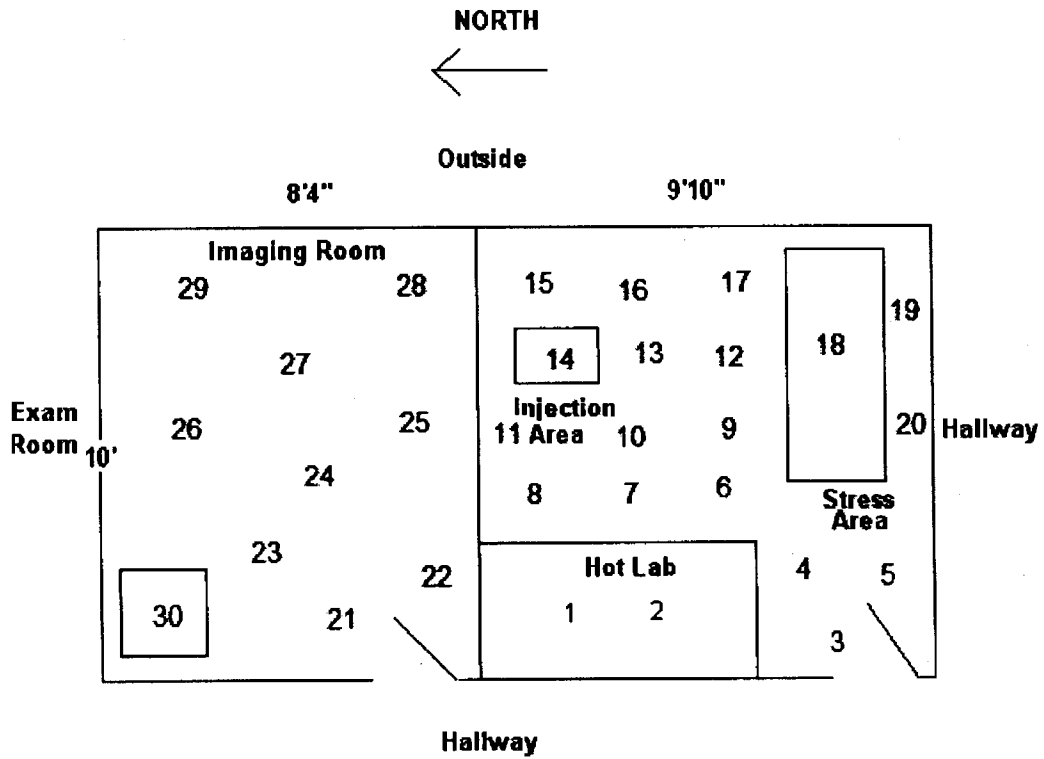 NORTH
Outside
8'4" 9'10"
Imaging Room
29 28 15 16 17 19
27 14 13 12 18
Exam
Room
10'
26 25 Injection
11 Area 10 9 20 Hallway
24 8 7 6 Stress
Area
23 22 Hot Lab 4 5
30 21 1 2 3
Hallway